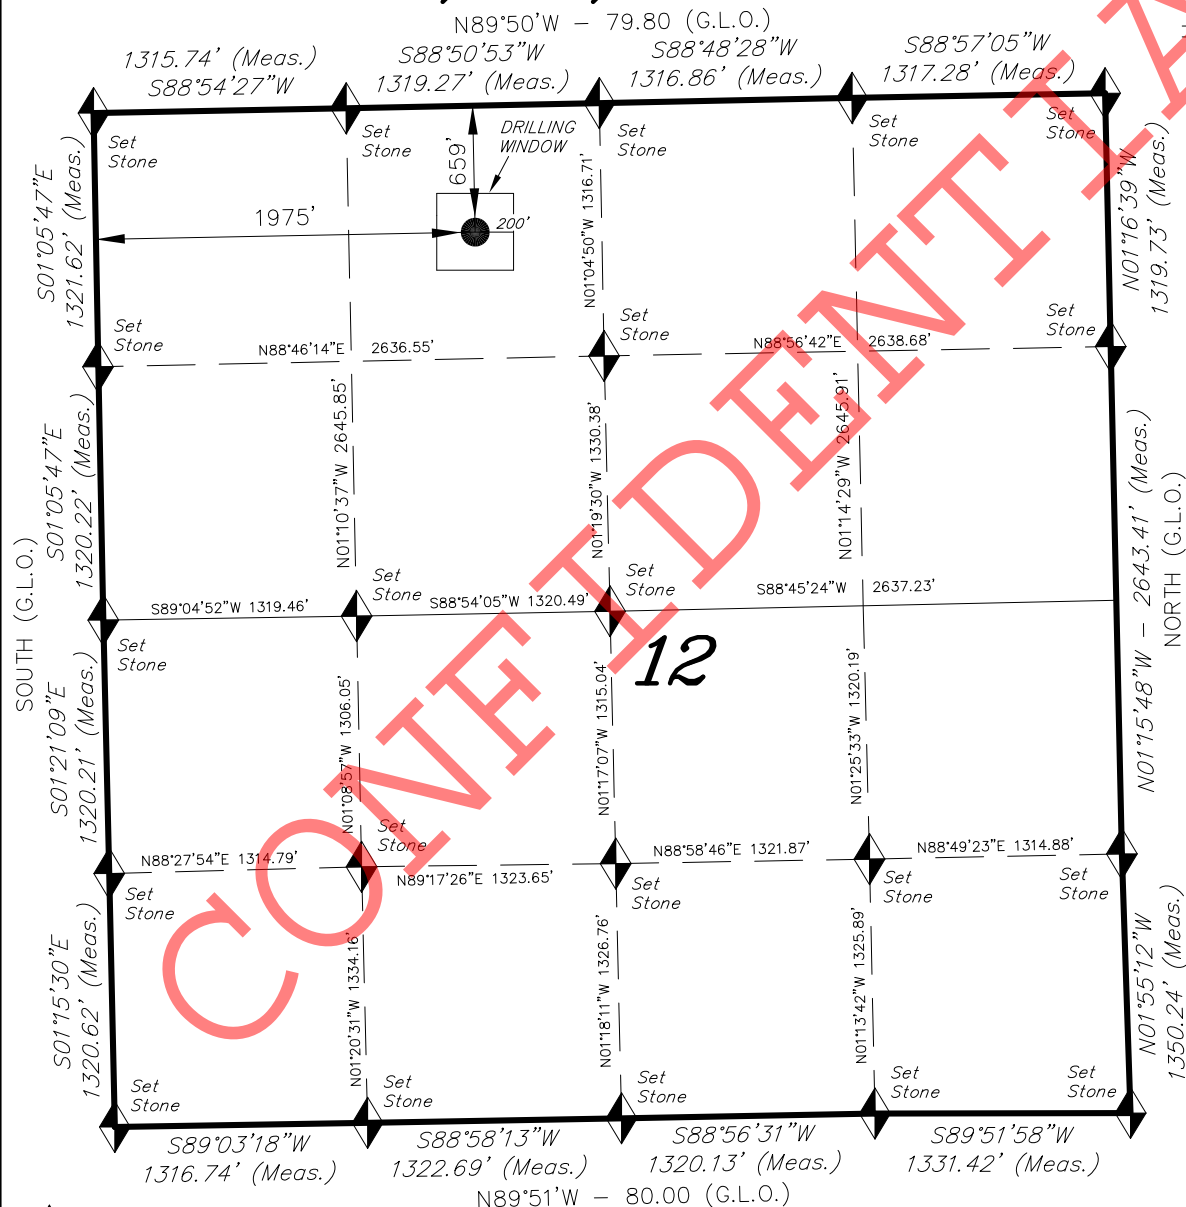 N89°50'W - 79.80 (G.L.O.)
1315.74' (Meas.)
S88°54'27"W
S88°50'53"W
1319.27' (Meas.)
S88°48'28"W
1316.86' (Meas.)
S88°57'05"W
1317.28' (Meas.)
Set
Stone
Set
Stone
DRILLING
WINDOW
Set
Stone
Set
Stone
Set
Stone
S01°05'47"E
1321.62' (Meas.)
659'
1975'
200'
N01°04'50"W 1316.71'
N01°16'39"W
1319.73' (Meas.)
Set
Stone
Set
Stone
Set
Stone
N88°46'14"E 2636.55'
N88°56'42"E 2638.68'
S01°05'47"E
1320.22' (Meas.)
N01°10'37"W 2645.85'
N01°19'30"W 1330.38'
N01°14'29"W 2645.91'
N01°15'48"W - 2643.41' (Meas.)
NORTH (G.L.O.)
SOUTH (G.L.O.)
Set
Stone
Set
Stone
Set
Stone
S89°04'52"W 1319.46'
S88°54'05"W 1320.49'
S88°45'24"W 2637.23'
12
S01°21'09"E
1320.21' (Meas.)
N01°08'57"W 1306.05'
N01°17'07"W 1315.04'
N01°25'33"W 1320.19'
Set
Stone
N88°27'54"E 1314.79'
N89°17'26"E 1323.65'
N88°58'46"E 1321.87'
N88°49'23"E 1314.88'
Set
Stone
Set
Stone
Set
Stone
Set
Stone
S01°15'30"E
1320.62' (Meas.)
N01°20'31"W 1334.16'
N01°18'11"W 1326.76'
N01°13'42"W 1325.89'
N01°55'12"W
1350.24' (Meas.)
Set
Stone
Set
Stone
Set
Stone
Set
Stone
Set
Stone
S89°03'18"W
1316.74' (Meas.)
S88°58'13"W
1322.69' (Meas.)
S88°56'31"W
1320.13' (Meas.)
S89°51'58"W
1331.42' (Meas.)
N89°51'W - 80.00 (G.L.O.)
CONFIDENTIA